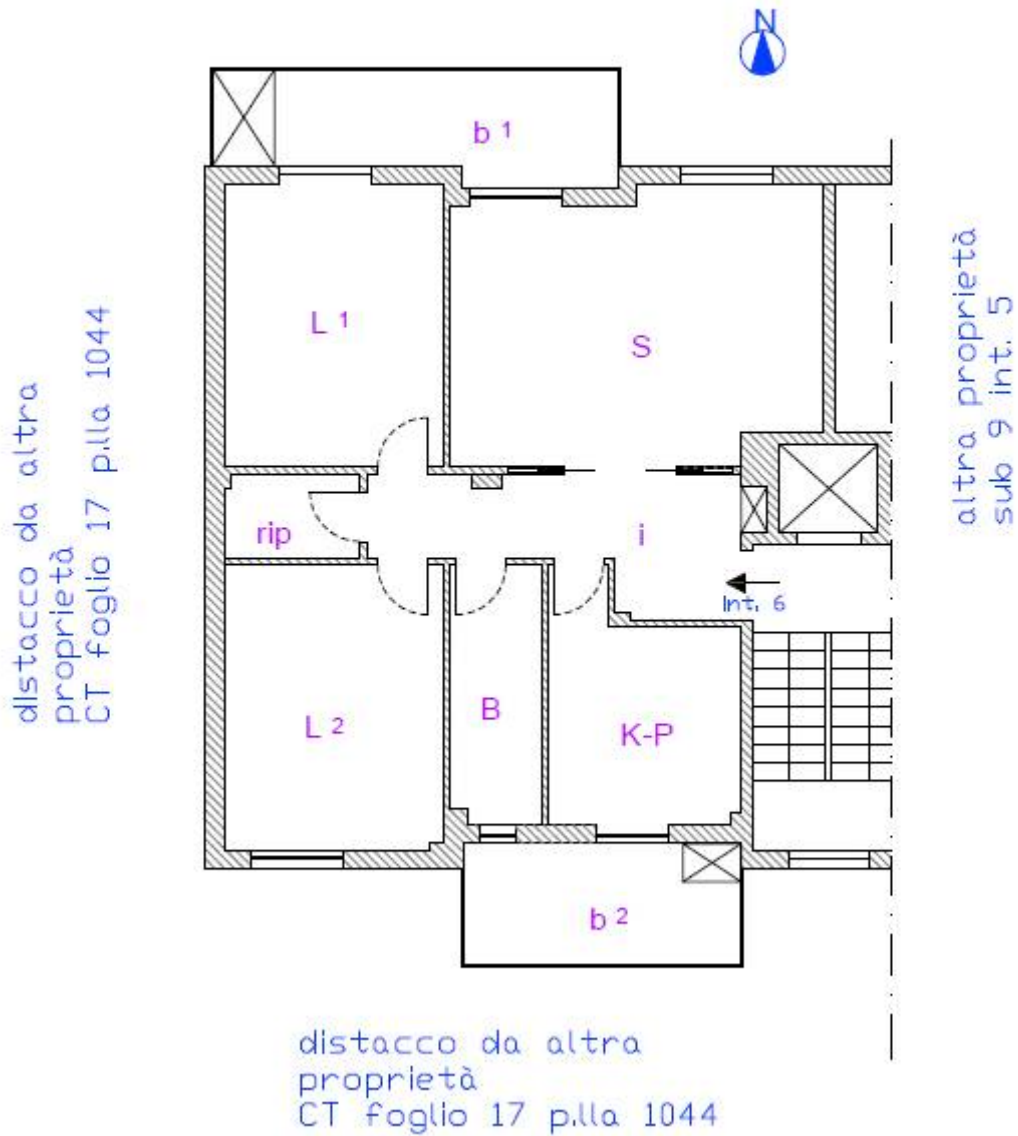 N
b 1
L 1
S
rip
i
Int. 6
L 2
B
K-P
b 2
distacco da altra
proprietà
CT foglio 17 p.lla 1044
altra proprietà
sub 9 int. 5
distacco da altra
proprietà
CT foglio 17 p.lla 1044